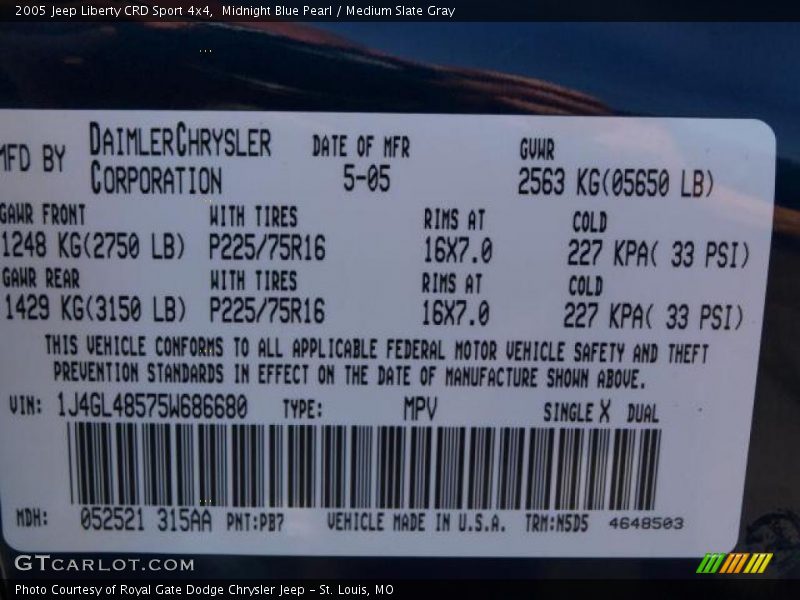 2005 Jeep Liberty CRD Sport 4x4, Midnight Blue Pearl / Medium Slate Gray
MFD BY DAIMLERCHRYSLER CORPORATION DATE OF MFR 5-05 GVWR 2563 KG(05650 LB)
GAWR FRONT WITH TIRES RIMS AT COLD
1248 KG(2750 LB) P225/75R16 16X7.0 227 KPA( 33 PSI)
GAWR REAR WITH TIRES RIMS AT COLD
1429 KG(3150 LB) P225/75R16 16X7.0 227 KPA( 33 PSI)
THIS VEHICLE CONFORMS TO ALL APPLICABLE FEDERAL MOTOR VEHICLE SAFETY AND THEFT
PREVENTION STANDARDS IN EFFECT ON THE DATE OF MANUFACTURE SHOWN ABOVE.
VIN: 1J4GL48575W686680 TYPE: MPV SINGLE X DUAL
MDH: 052521 315AA PNT:PB7 VEHICLE MADE IN U.S.A. TRM:N5D5 4648503
GTCARLOT.COM
Photo Courtesy of Royal Gate Dodge Chrysler Jeep - St. Louis, MO